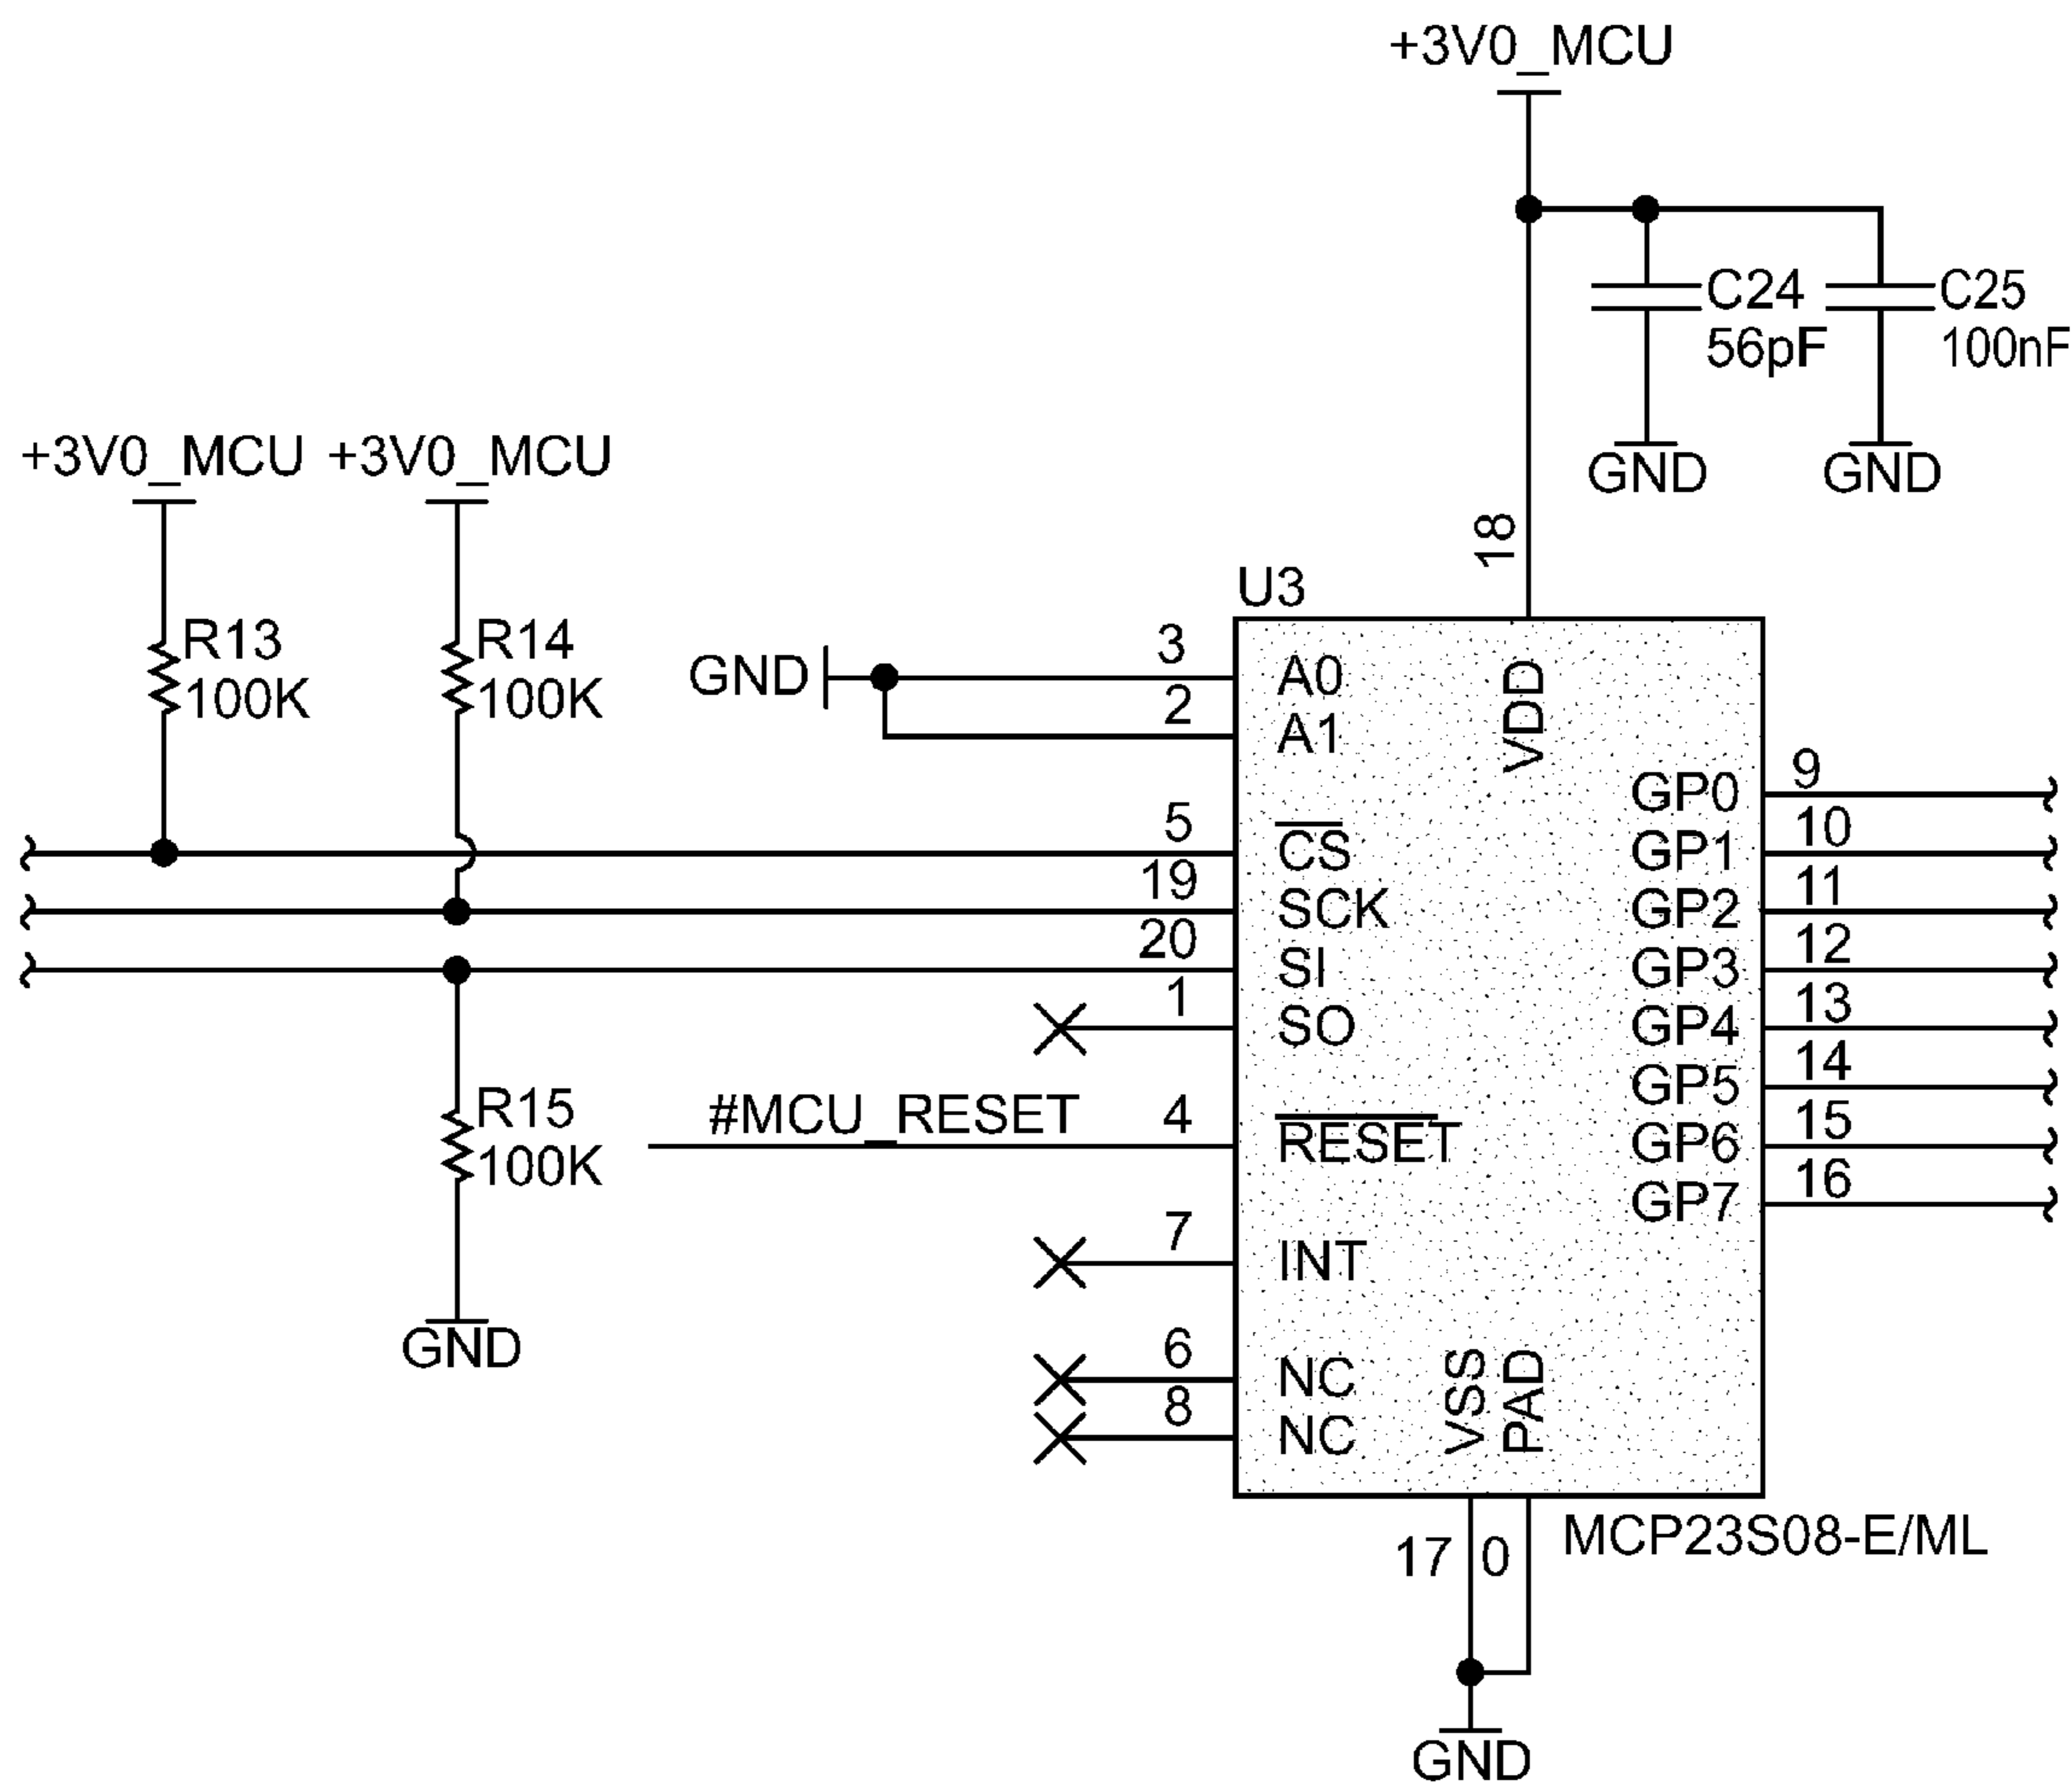 +3V0_MCU
C24
56pF
C25
100nF
GND
GND
+3V0_MCU
+3V0_MCU
R13
100K
R14
100K
18
U3
GND
3
A0
2
A1
VDD
5
CS
19
SCK
20
SI
1
SO
#MCU_RESET
4
RESET
7
INT
6
NC
8
NC
GP0
9
GP1
10
GP2
11
GP3
12
GP4
13
GP5
14
GP6
15
GP7
16
R15
100K
GND
VSS
PAD
17
0
MCP23S08-E/ML
GND